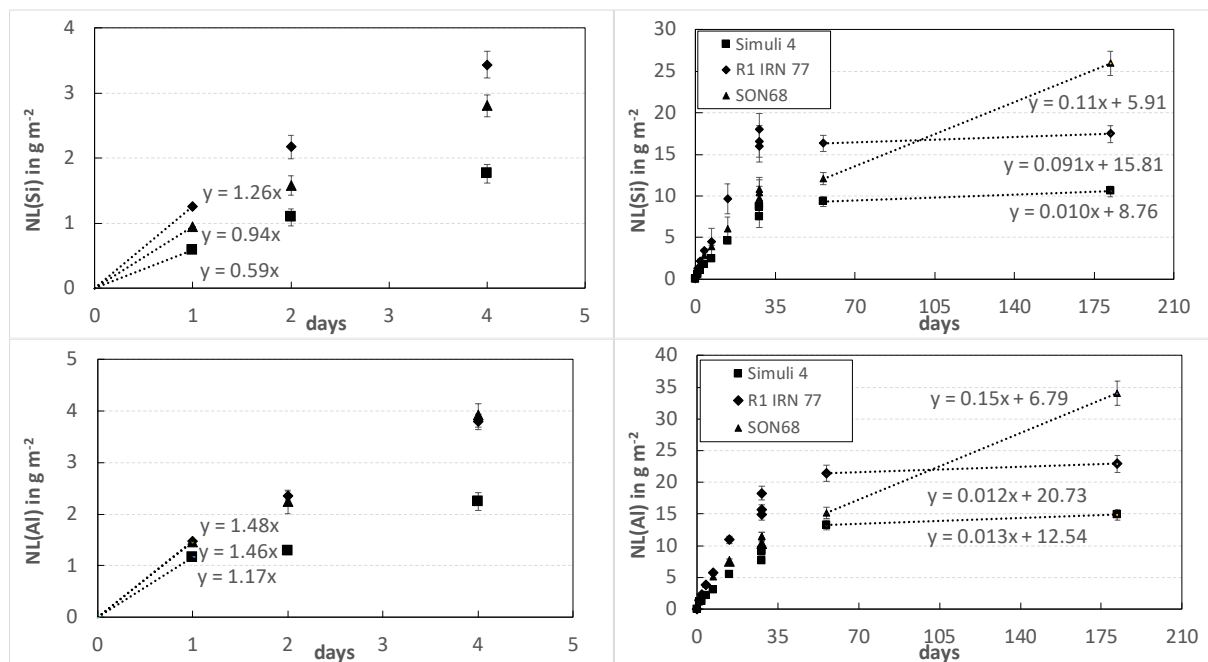 NL(Si) in g m⁻²
4
3
2
1
0
y = 1.26x
y = 0.94x
y = 0.59x
0 1 2 3 4 5
days
NL(Si) in g m⁻²
30
25
20
15
10
5
0
Simuli 4
R1 IRN 77
SON68
y = 0.11x + 5.91
y = 0.091x + 15.81
y = 0.010x + 8.76
0 35 70 105 140 175 210
days
NL(Al) in g m⁻²
5
4
3
2
1
0
y = 1.48x
y = 1.46x
y = 1.17x
0 1 2 3 4 5
days
NL(Al) in g m⁻²
40
35
30
25
20
15
10
5
0
Simuli 4
R1 IRN 77
SON68
y = 0.15x + 6.79
y = 0.012x + 20.73
y = 0.013x + 12.54
0 35 70 105 140 175 210
days